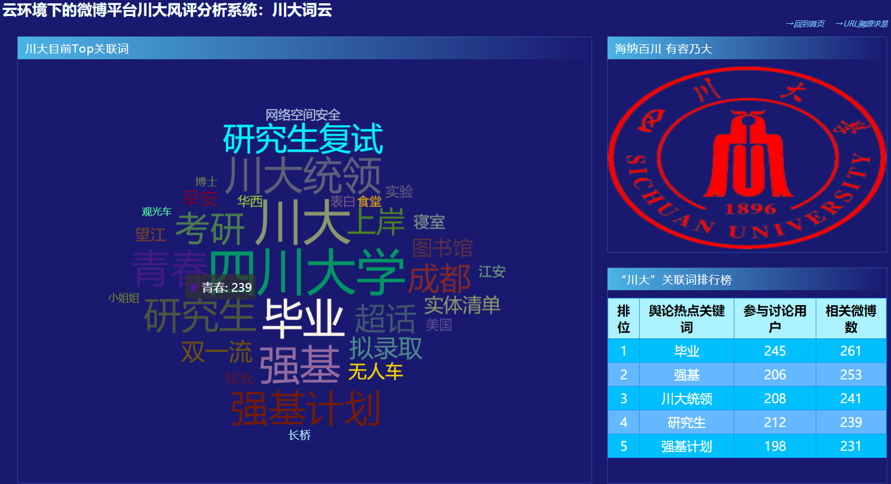 云环境下的微博平台川大风评分析系统：川大词云
→回到首页 →URL溯源求是
川大目前Top关联词
网络空间安全
研究生复试
川大统领
博士
早安
华西
表白
食堂
实验
观光车
望江
考研
川大
上岸
寝室
图书馆
青春
四川大学
成都
江安
青春: 239
小姐姐
研究生
毕业
超话
实体清单
美国
双一流
强基
拟录取
校长
无人车
强基计划
长桥
海纳百川 有容乃大
四川大学
SICHUAN UNIVERSITY
1896
“川大”关联词排行榜
排位 舆论热点关键词 参与讨论用户 相关微博数
1 毕业 245 261
2 强基 206 253
3 川大统领 208 241
4 研究生 212 239
5 强基计划 198 231